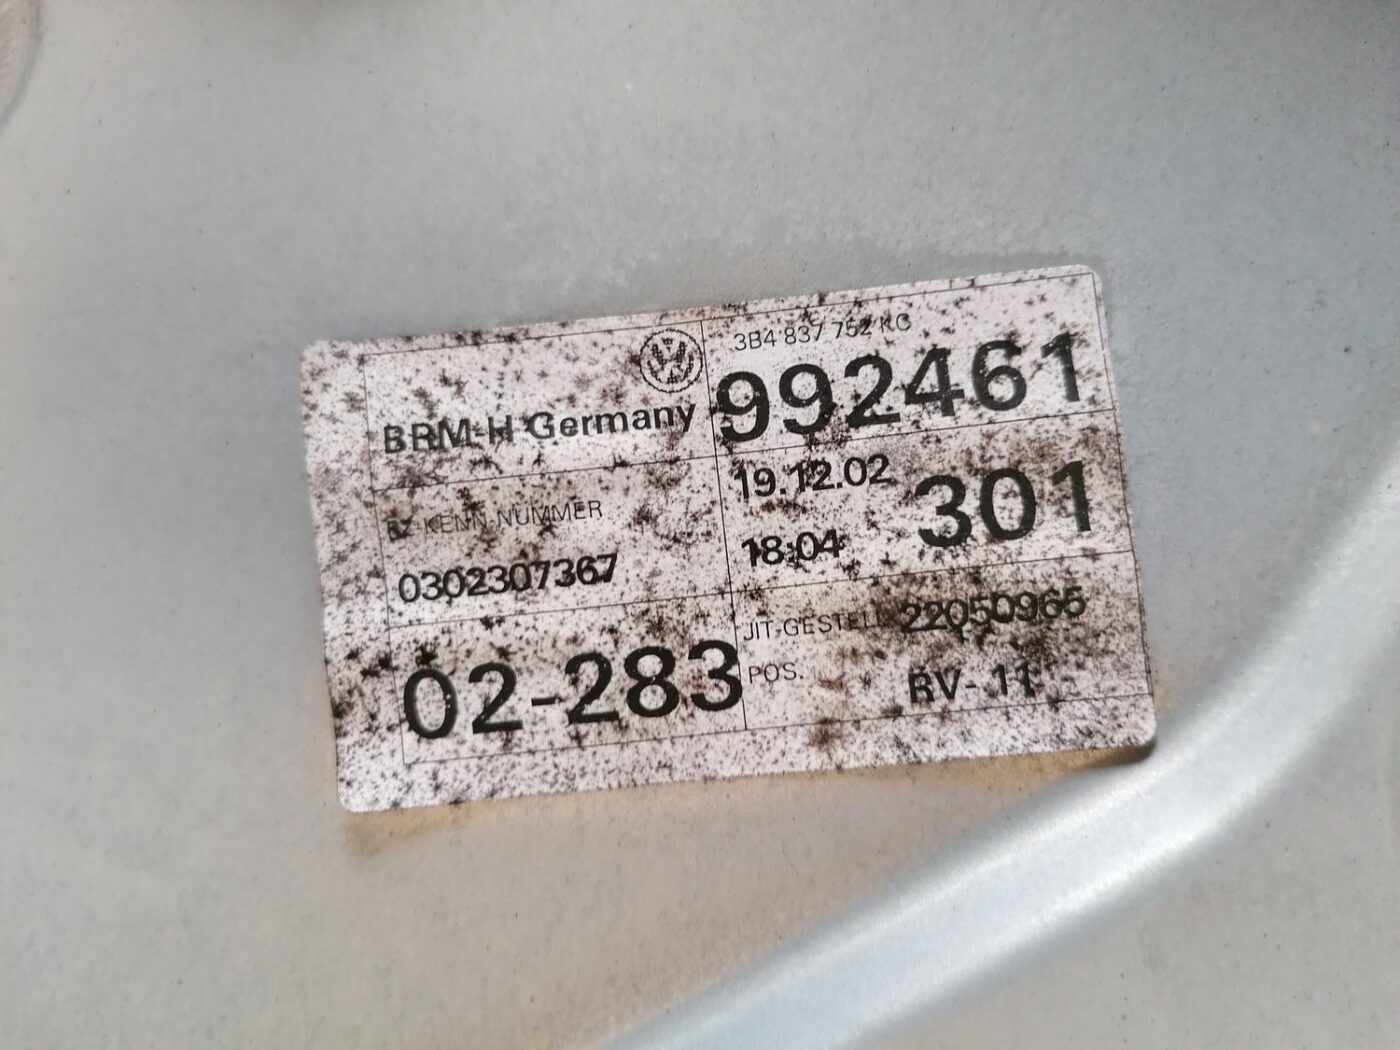 BRM-H Germany
3B4 837 752 KG
992461
KENN-NUMMER
0302307367
19.12.02
18:04
301
02-283
JIT-GESTELL 22050965
POS. RV- 11